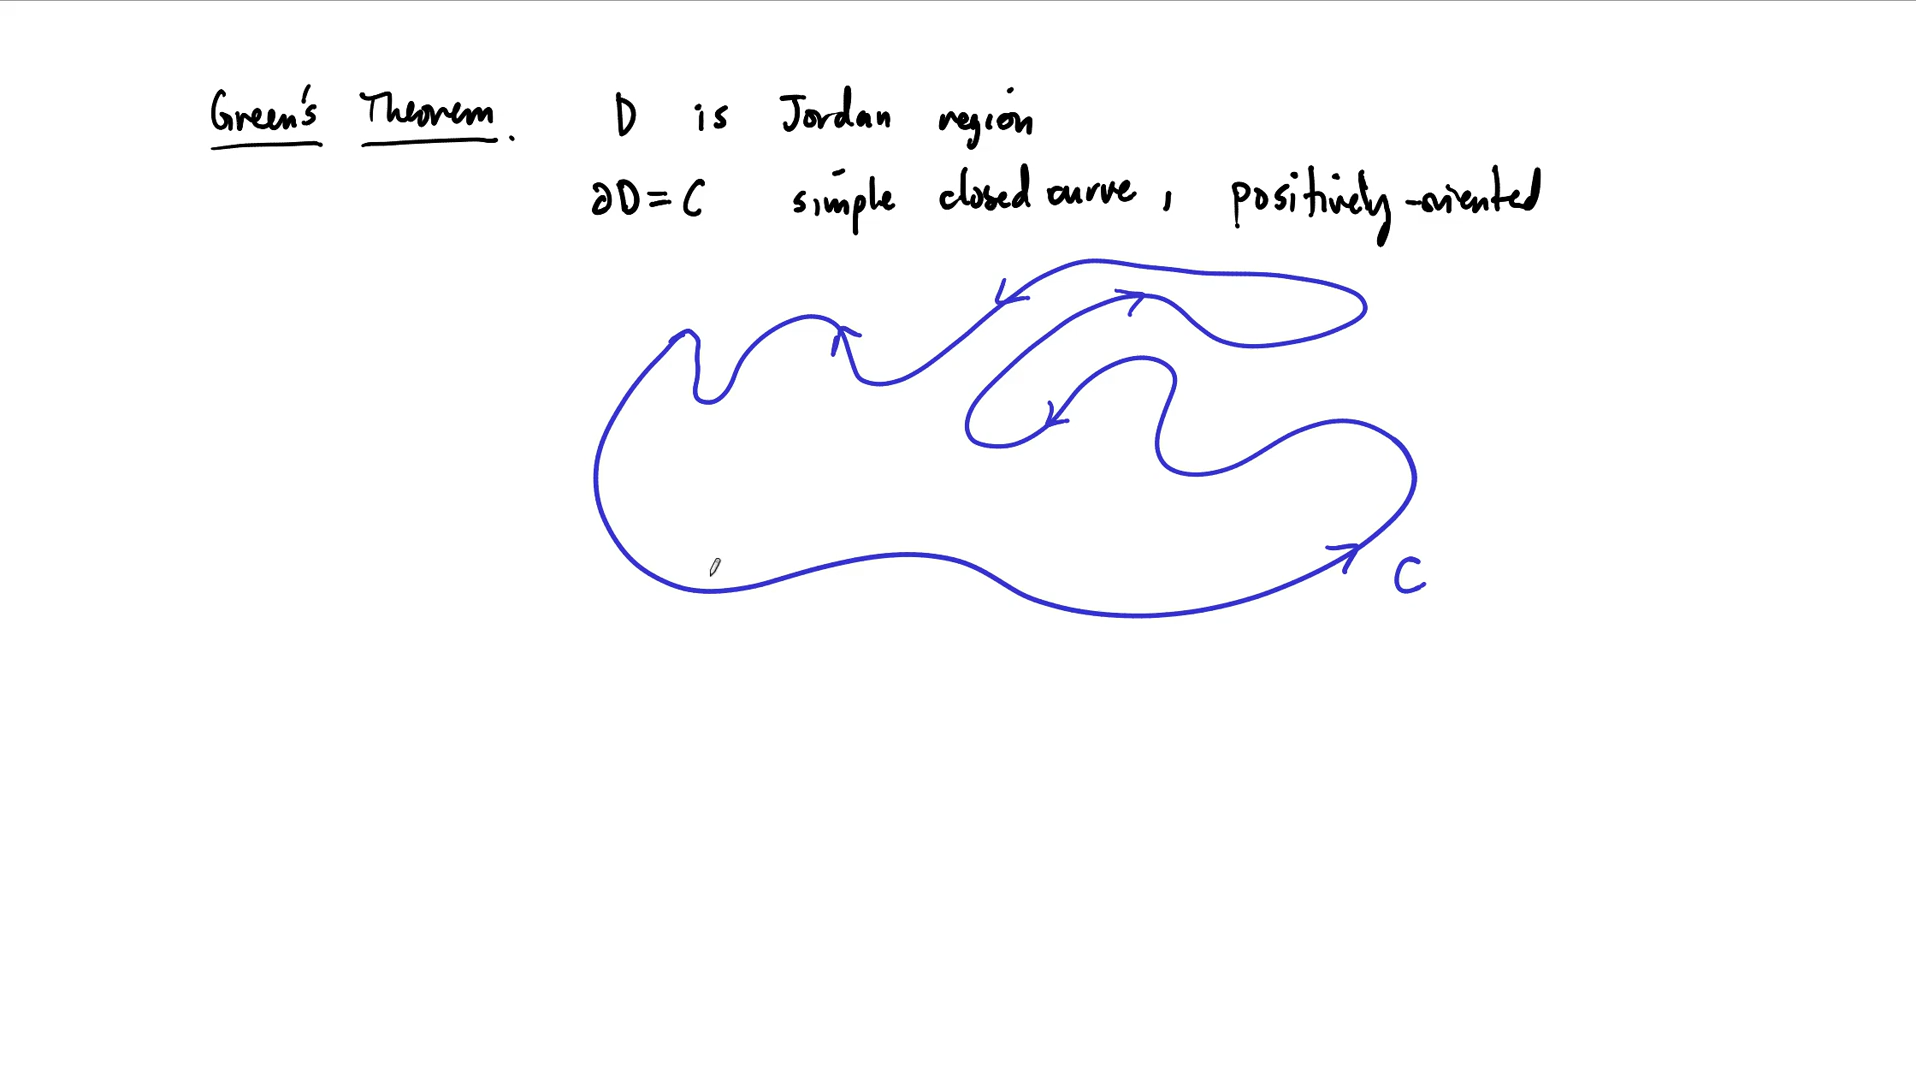 Green's Theorem. D is Jordan region
∂D = C simple closed curve, positively-oriented
C